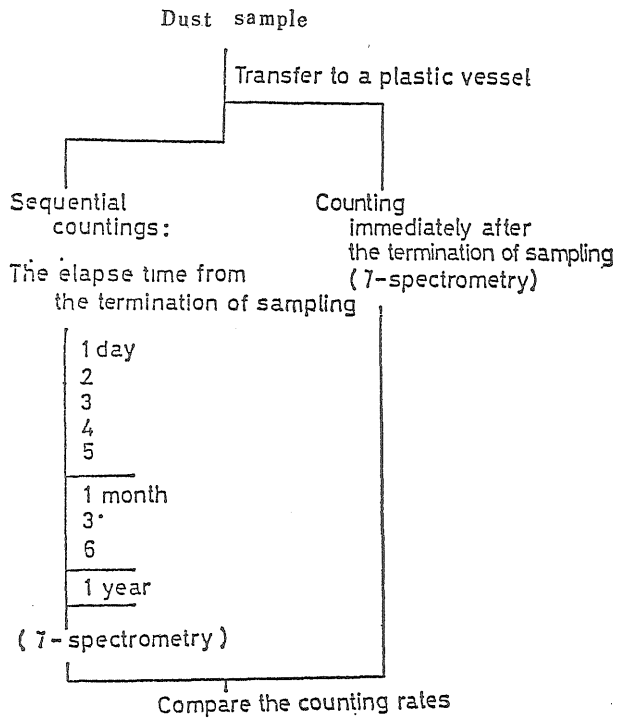 Dust sample
Transfer to a plastic vessel
Sequential
countings:
The elapse time from
the termination of sampling
1 day
2
3
4
5
1 month
3
6
1 year
(γ-spectrometry)
Counting
immediately after
the termination of sampling
(γ-spectrometry)
Compare the counting rates